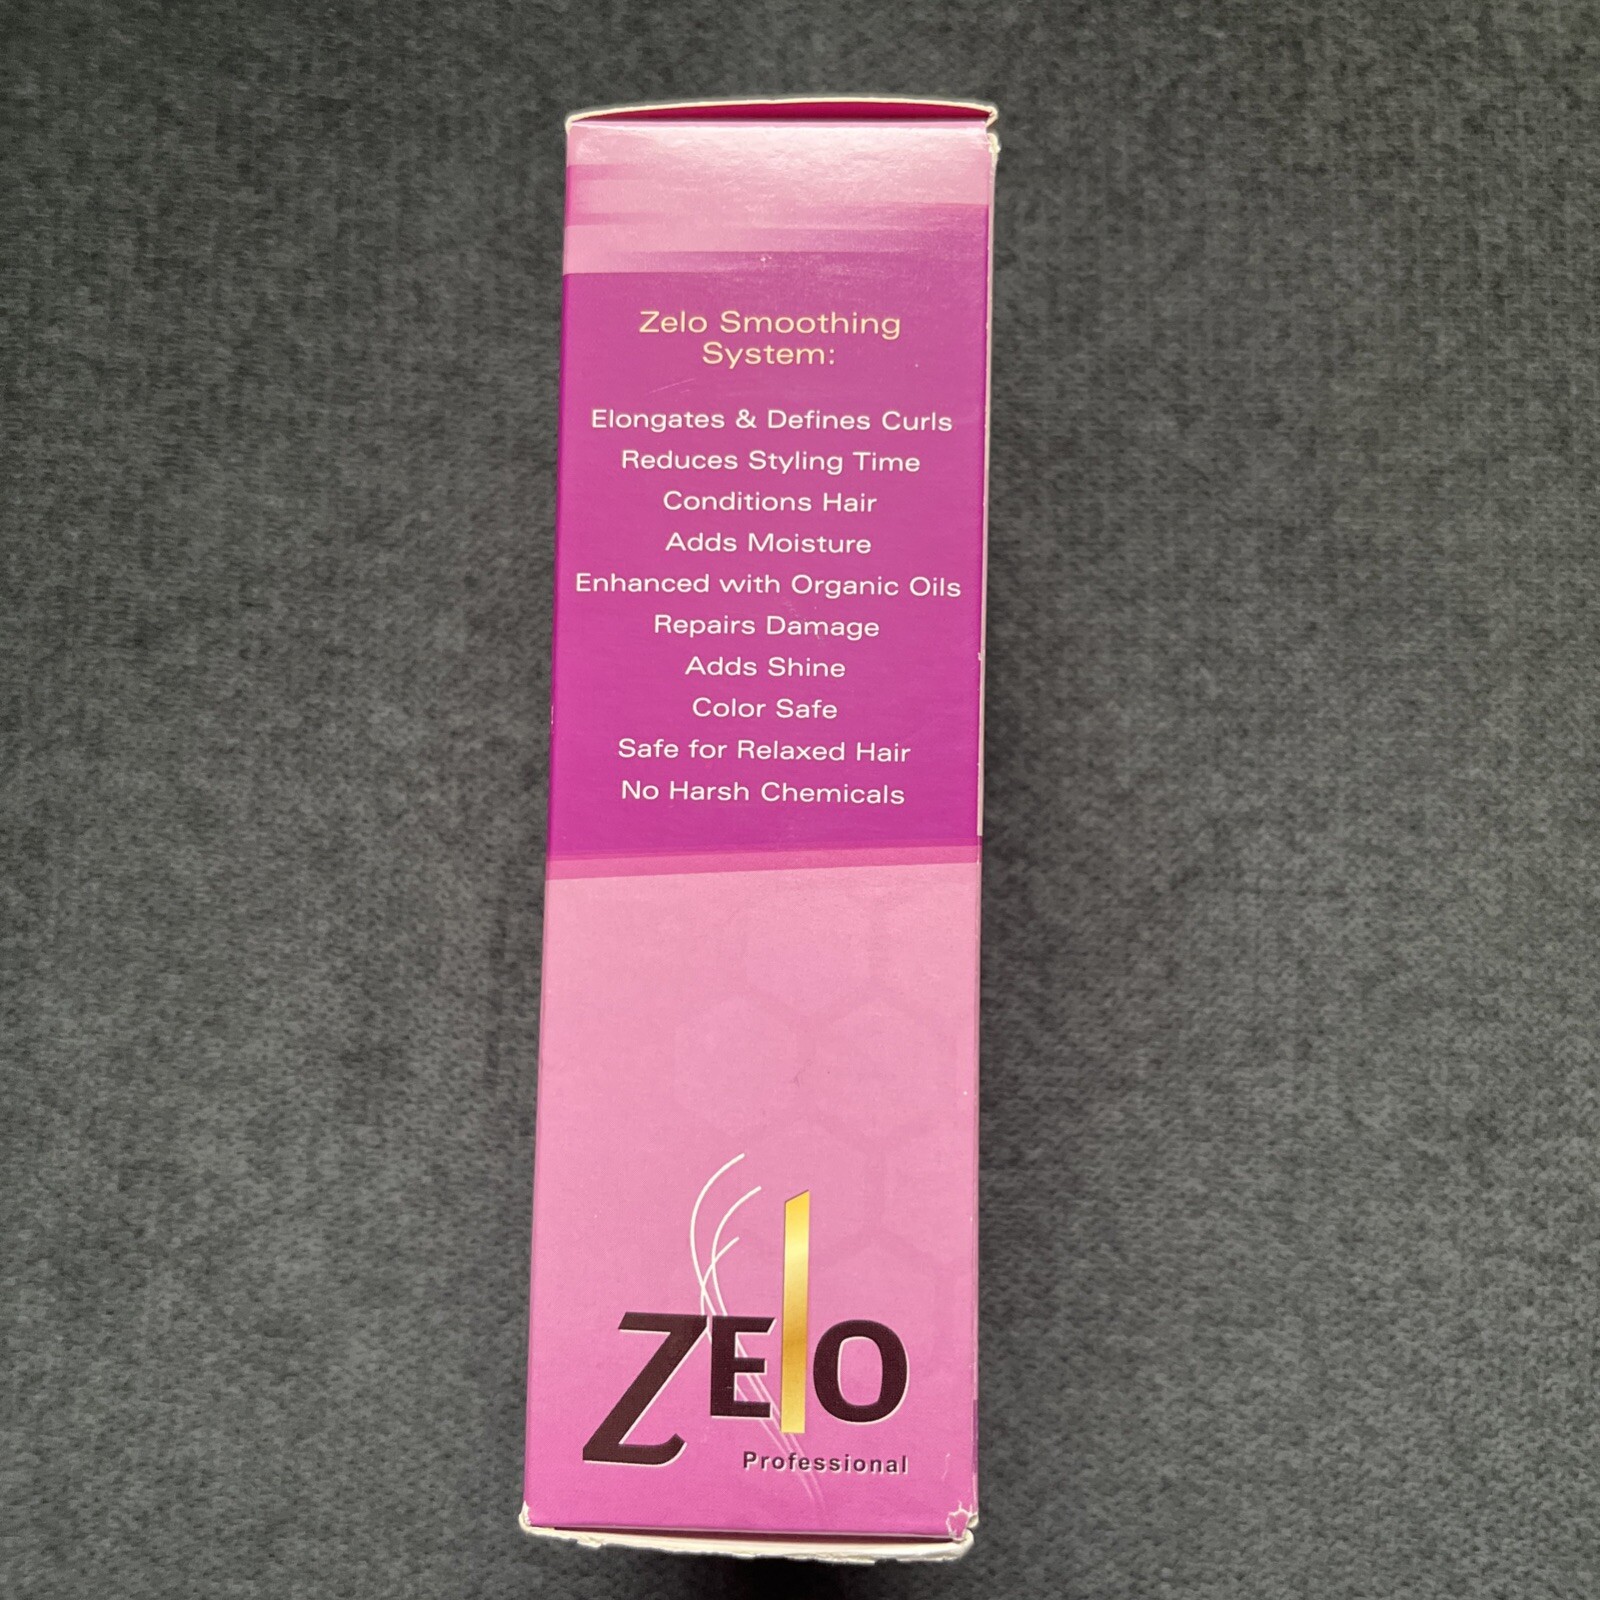 Zelo Smoothing
System:
Elongates & Defines Curls
Reduces Styling Time
Conditions Hair
Adds Moisture
Enhanced with Organic Oils
Repairs Damage
Adds Shine
Color Safe
Safe for Relaxed Hair
No Harsh Chemicals
ZElO
Professional